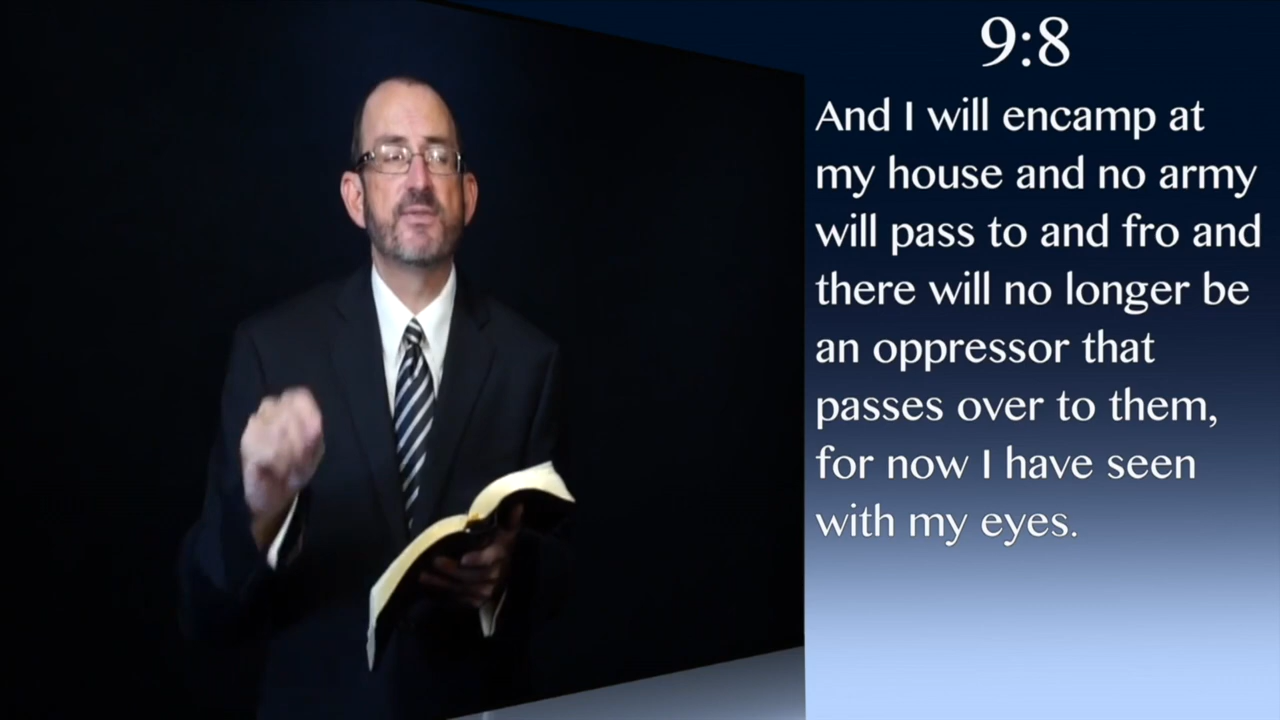 9:8
And I will encamp at
my house and no army
will pass to and fro and
there will no longer be
an oppressor that
passes over to them,
for now I have seen
with my eyes.